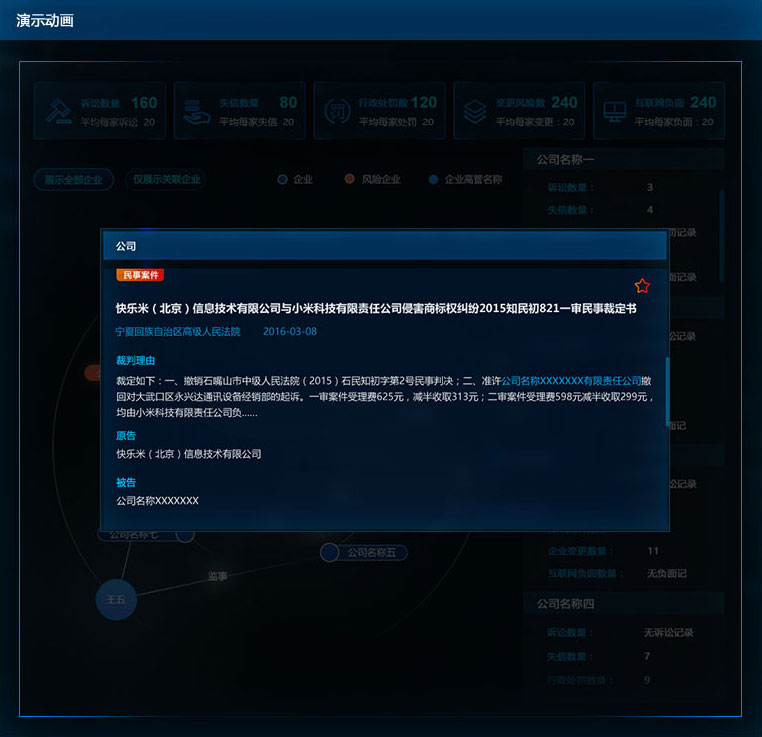 演示动画
诉讼数量 160
平均每家诉讼 20
失信数量 80
平均每家失信 20
行政处罚数 120
平均每家处罚 20
变更风险数 240
平均每家变更：20
互联网负面 240
平均每家负面：20
展示全部企业 仅展示关联企业 企业 风险企业 企业高管名称
公司名称一
诉讼数量： 3
失信数量： 4
公司
民事案件
快乐米（北京）信息技术有限公司与小米科技有限责任公司侵害商标权纠纷2015知民初821一审民事裁定书
宁夏回族自治区高级人民法院 2016-03-08
裁判理由
裁定如下：一、撤销石嘴山市中级人民法院（2015）石民知初字第2号民事判决；二、准许公司名称XXXXXXX有限责任公司撤
回对大武口区永兴达通讯设备经销部的起诉。一审案件受理费625元，减半收取313元；二审案件受理费598元减半收取299元，
均由小米科技有限责任公司负......
原告
快乐米（北京）信息技术有限公司
被告
公司名称XXXXXXX
公司名称七
公司名称五
监事
王五
企业变更数量： 11
互联网负面数量： 无负面记
公司名称四
诉讼数量： 无诉讼记录
失信数量： 7
行政处罚数量： 9